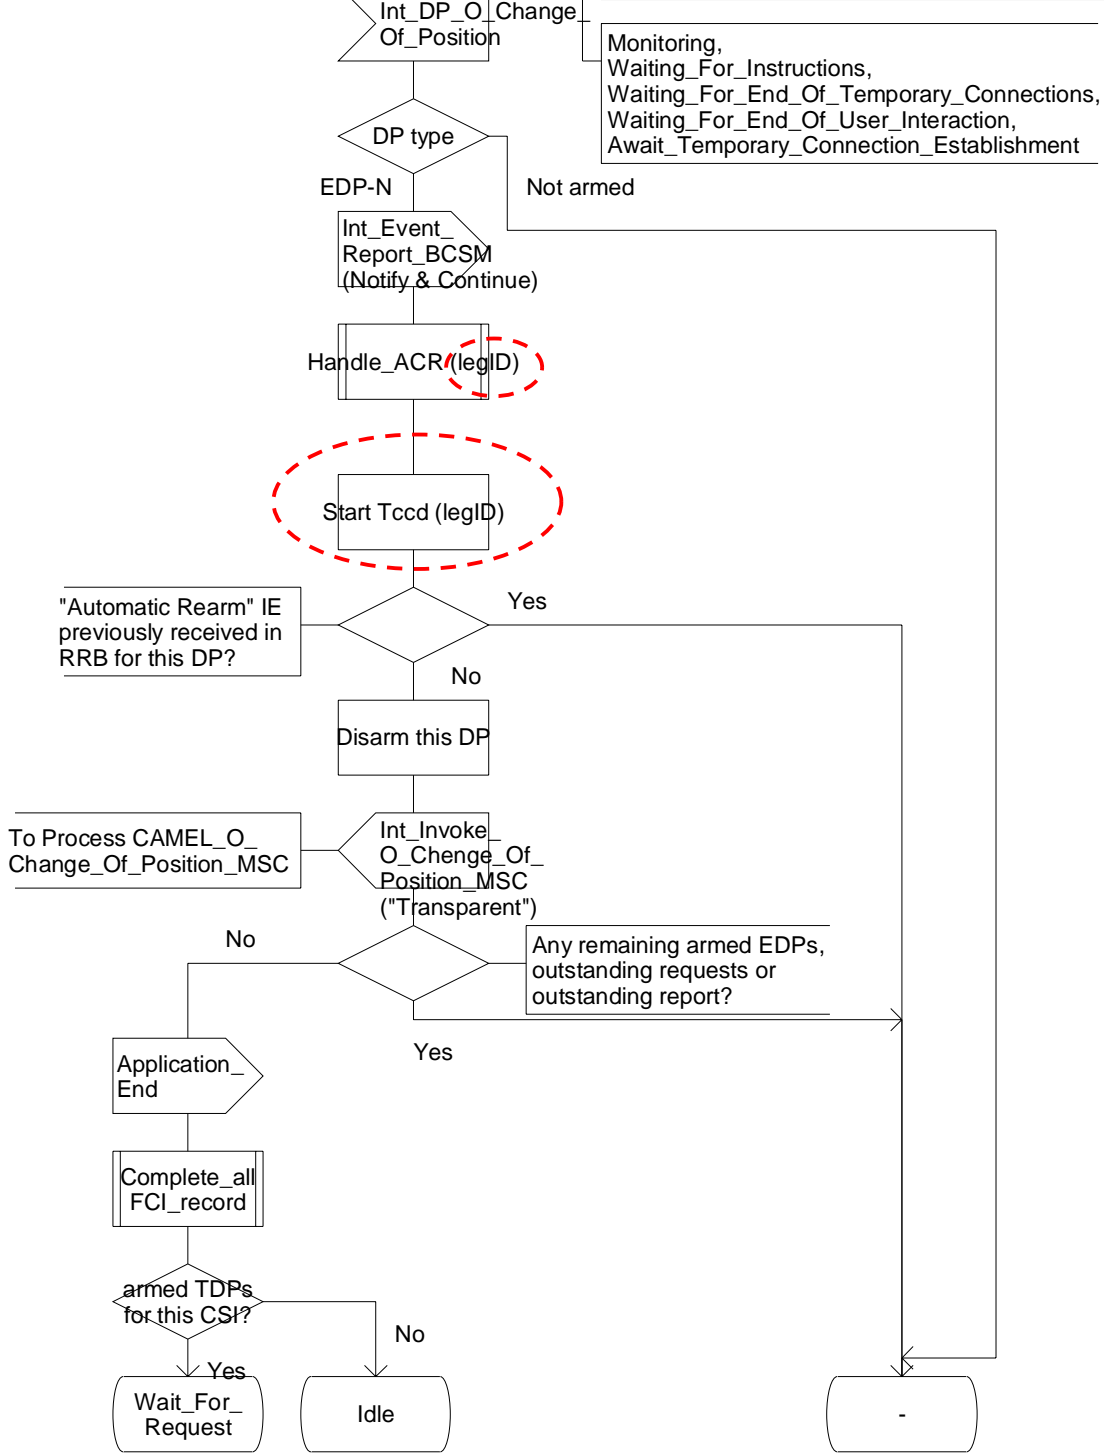 Int_DP_O_Change_
Of_Position
Monitoring,
Waiting_For_Instructions,
Waiting_For_End_Of_Temporary_Connections,
Waiting_For_End_Of_User_Interaction,
Await_Temporary_Connection_Establishment
DP type
EDP-N
Not armed
Int_Event_
Report_BCSM
(Notify & Continue)
Handle_ACR (legID)
Start Tccd (legID)
"Automatic Rearm" IE
previously received in
RRB for this DP?
Yes
No
Disarm this DP
To Process CAMEL_O_
Change_Of_Position_MSC
Int_Invoke_
O_Chenge_Of_
Position_MSC
("Transparent")
No
Any remaining armed EDPs,
outstanding requests or
outstanding report?
Yes
Application_
End
Complete_all
FCI_record
armed TDPs
for this CSI?
No
Yes
Wait_For_
Request
Idle
-